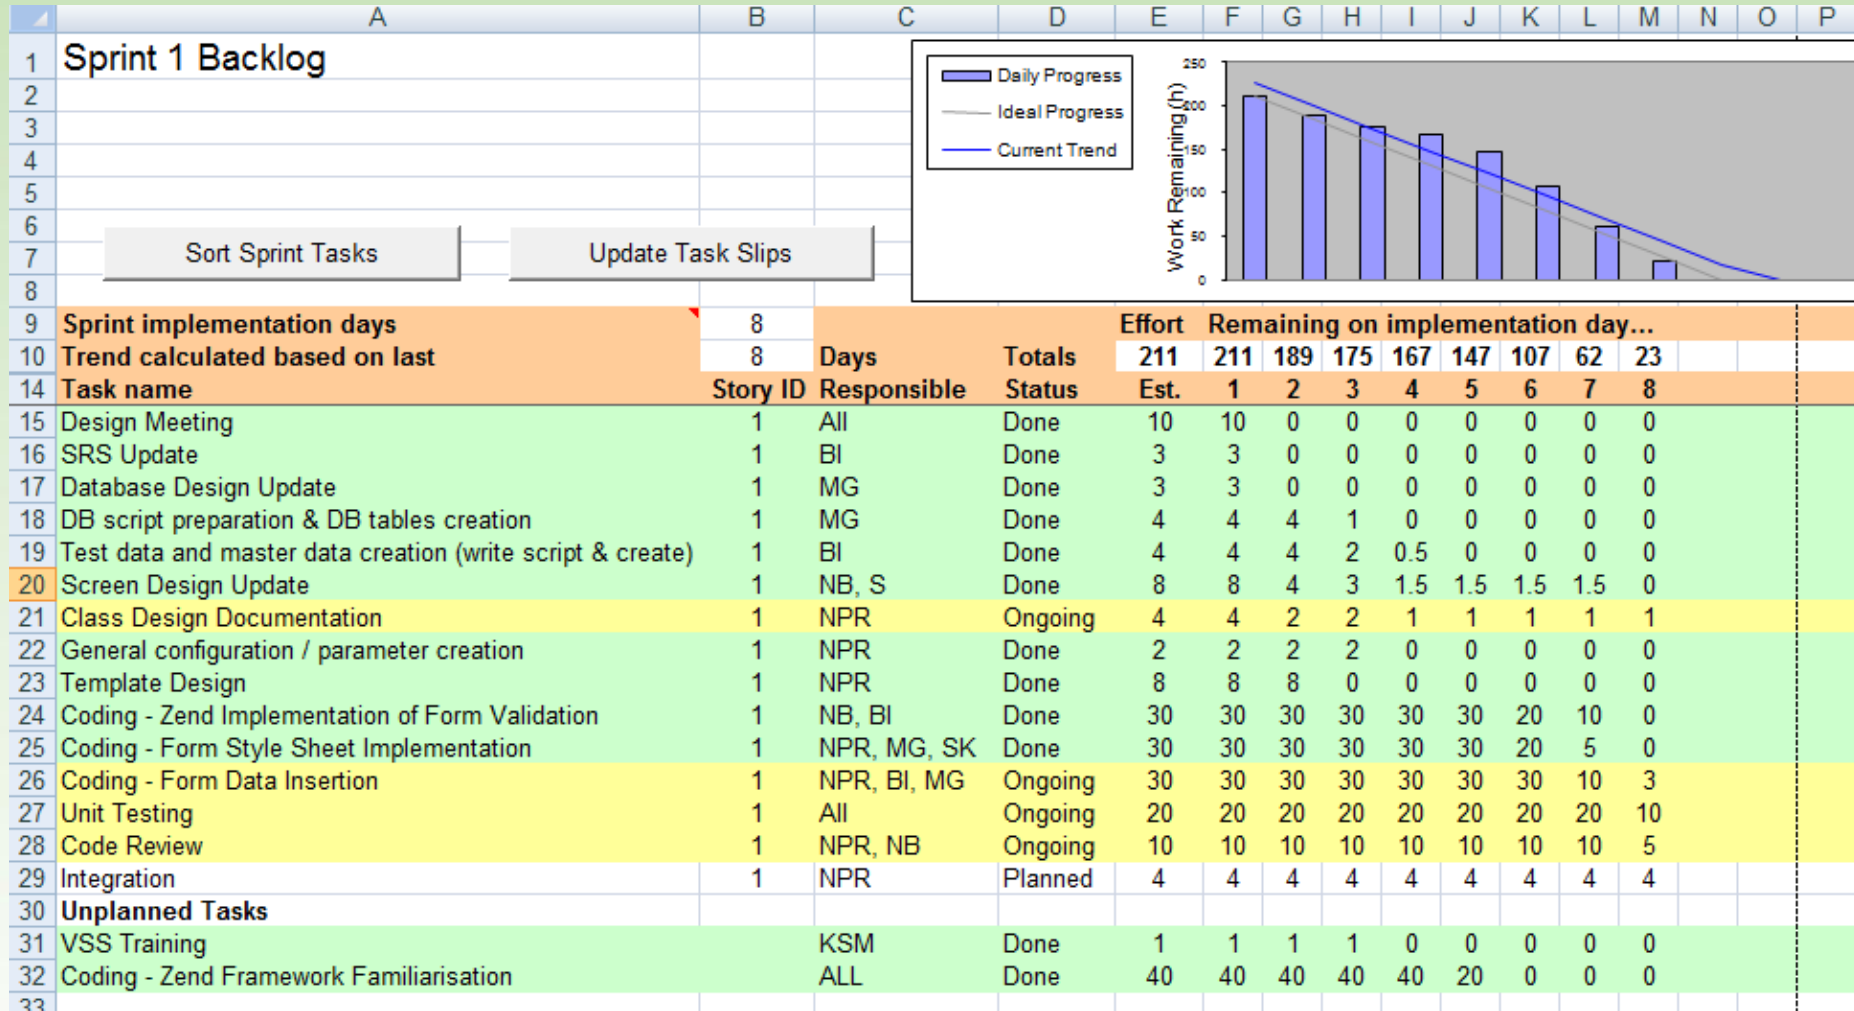 A B C D E F G H I J K L M N O P
1 Sprint 1 Backlog
2
3
4
5
6
7
8
Sort Sprint Tasks Update Task Slips
Daily Progress
Ideal Progress
Current Trend
Work Remaining (h)
250
200
150
100
50
0
9 Sprint implementation days 8 Effort Remaining on implementation day...
10 Trend calculated based on last 8 Days Totals 211 211 189 175 167 147 107 62 23
14 Task name Story ID Responsible Status Est. 1 2 3 4 5 6 7 8
15 Design Meeting 1 All Done 10 10 0 0 0 0 0 0 0
16 SRS Update 1 BI Done 3 3 0 0 0 0 0 0 0
17 Database Design Update 1 MG Done 3 3 0 0 0 0 0 0 0
18 DB script preparation & DB tables creation 1 MG Done 4 4 4 1 0 0 0 0 0
19 Test data and master data creation (write script & create) 1 BI Done 4 4 4 2 0.5 0 0 0 0
20 Screen Design Update 1 NB, S Done 8 8 4 3 1.5 1.5 1.5 1.5 0
21 Class Design Documentation 1 NPR Ongoing 4 4 2 2 1 1 1 1 1
22 General configuration / parameter creation 1 NPR Done 2 2 2 2 0 0 0 0 0
23 Template Design 1 NPR Done 8 8 8 0 0 0 0 0 0
24 Coding - Zend Implementation of Form Validation 1 NB, BI Done 30 30 30 30 30 30 20 10 0
25 Coding - Form Style Sheet Implementation 1 NPR, MG, SK Done 30 30 30 30 30 30 20 5 0
26 Coding - Form Data Insertion 1 NPR, BI, MG Ongoing 30 30 30 30 30 30 30 10 3
27 Unit Testing 1 All Ongoing 20 20 20 20 20 20 20 20 10
28 Code Review 1 NPR, NB Ongoing 10 10 10 10 10 10 10 10 5
29 Integration 1 NPR Planned 4 4 4 4 4 4 4 4 4
30 Unplanned Tasks
31 VSS Training KSM Done 1 1 1 1 0 0 0 0 0
32 Coding - Zend Framework Familiarisation ALL Done 40 40 40 40 40 20 0 0 0
33